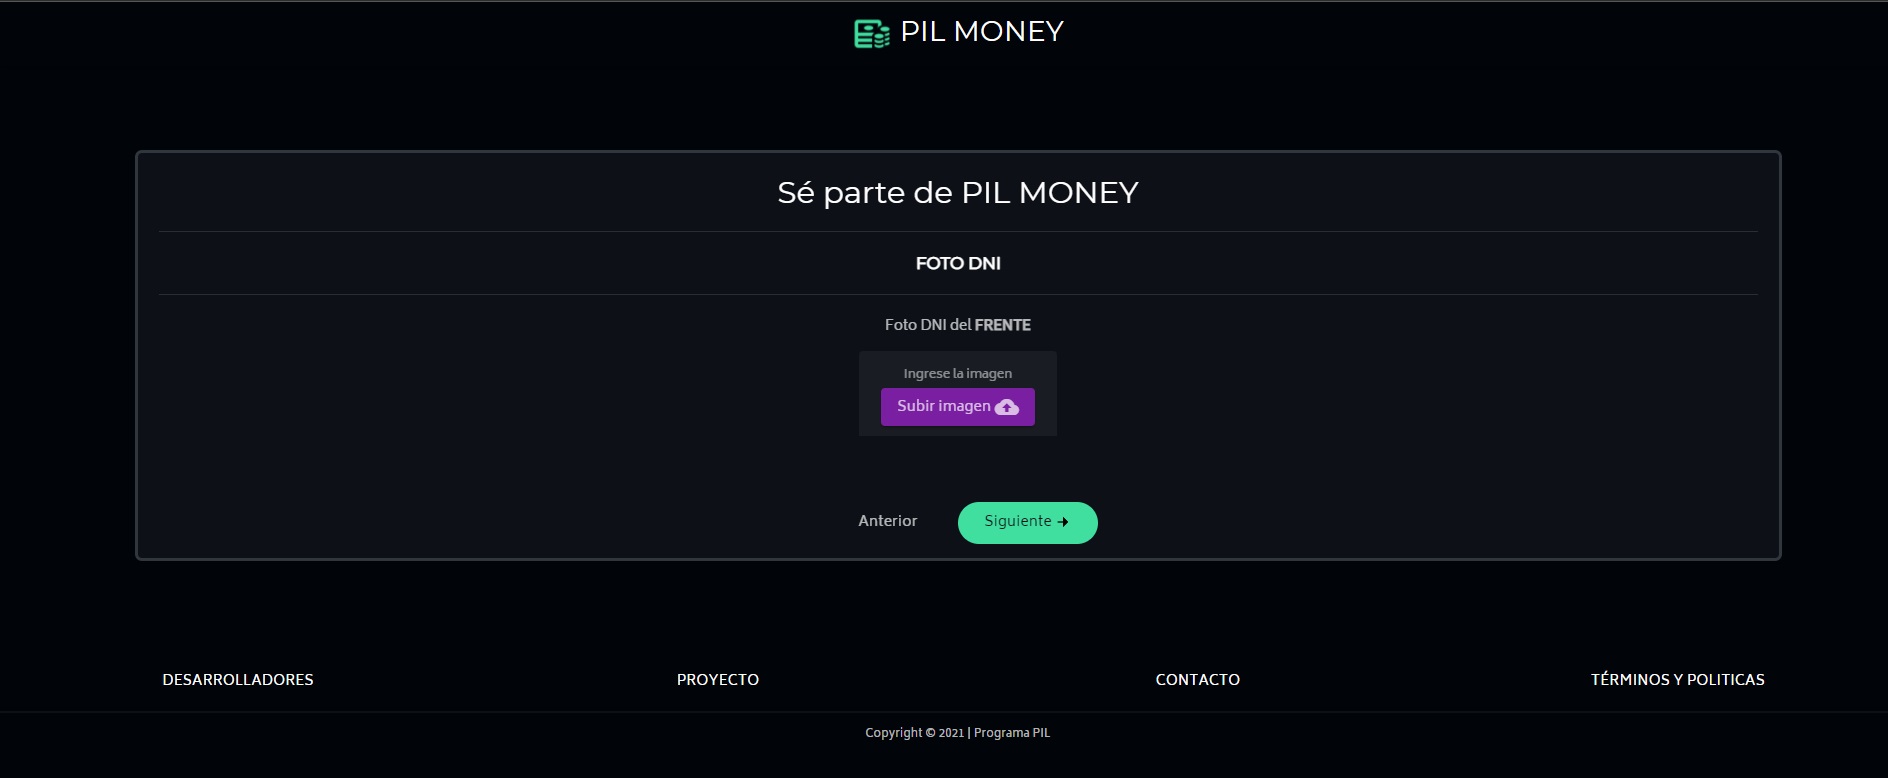 PIL MONEY
Sé parte de PIL MONEY
FOTO DNI
Foto DNI del FRENTE
Ingrese la imagen
Subir imagen
Anterior
Siguiente
DESARROLLADORES
PROYECTO
CONTACTO
TÉRMINOS Y POLITICAS
Copyright © 2021 | Programa PIL